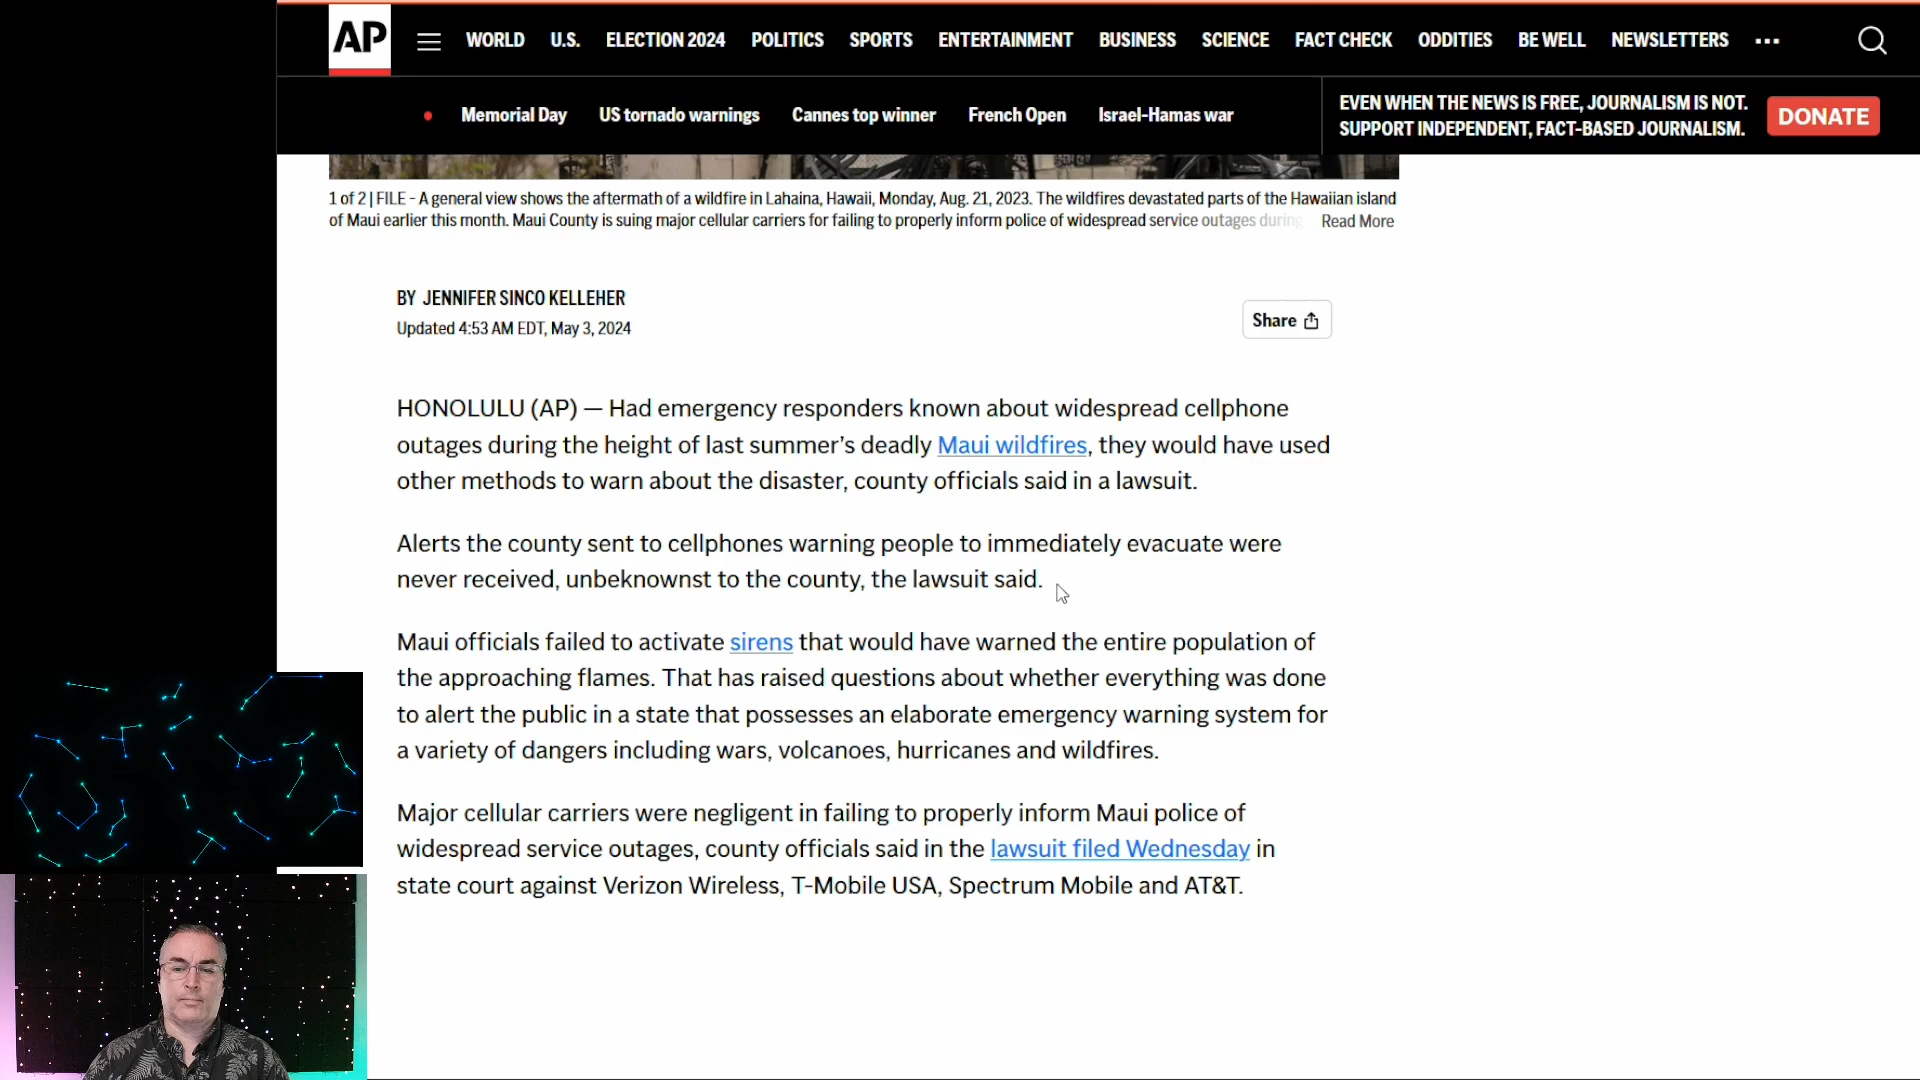 AP
WORLD U.S. ELECTION 2024 POLITICS SPORTS ENTERTAINMENT BUSINESS SCIENCE FACT CHECK ODDITIES BE WELL NEWSLETTERS ...
Memorial Day US tornado warnings Cannes top winner French Open Israel-Hamas war
EVEN WHEN THE NEWS IS FREE, JOURNALISM IS NOT.
SUPPORT INDEPENDENT, FACT-BASED JOURNALISM.
DONATE
1 of 2 | FILE - A general view shows the aftermath of a wildfire in Lahaina, Hawaii, Monday, Aug. 21, 2023. The wildfires devastated parts of the Hawaiian island
of Maui earlier this month. Maui County is suing major cellular carriers for failing to properly inform police of widespread service outages during Read More
BY JENNIFER SINCO KELLEHER
Updated 4:53 AM EDT, May 3, 2024
Share
HONOLULU (AP) — Had emergency responders known about widespread cellphone
outages during the height of last summer’s deadly Maui wildfires, they would have used
other methods to warn about the disaster, county officials said in a lawsuit.
Alerts the county sent to cellphones warning people to immediately evacuate were
never received, unbeknownst to the county, the lawsuit said.
Maui officials failed to activate sirens that would have warned the entire population of
the approaching flames. That has raised questions about whether everything was done
to alert the public in a state that possesses an elaborate emergency warning system for
a variety of dangers including wars, volcanoes, hurricanes and wildfires.
Major cellular carriers were negligent in failing to properly inform Maui police of
widespread service outages, county officials said in the lawsuit filed Wednesday in
state court against Verizon Wireless, T-Mobile USA, Spectrum Mobile and AT&T.